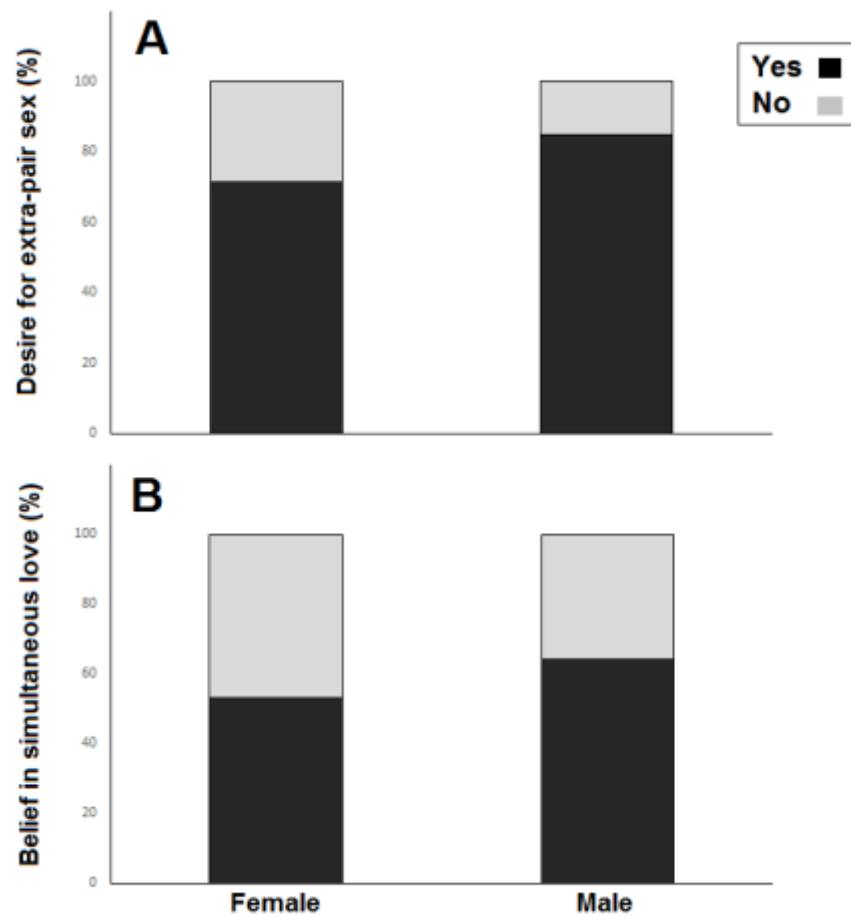 A
Yes
No
Desire for extra-pair sex (%)
100
80
60
40
20
0
B
Belief in simultaneous love (%)
100
80
60
40
20
0
Female Male